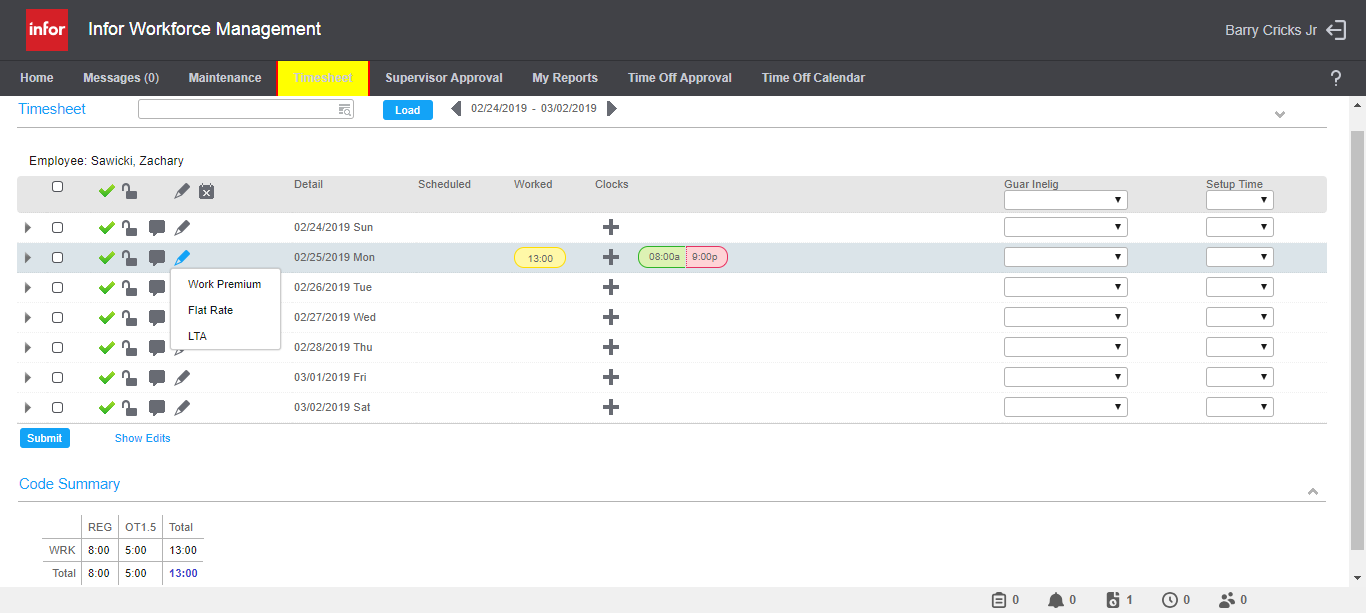 infor Infor Workforce Management Barry Cricks Jr
Home Messages (0) Maintenance Timesheet Supervisor Approval My Reports Time Off Approval Time Off Calendar ?
Timesheet Load 02/24/2019 - 03/02/2019
Employee: Sawicki, Zachary
Detail Scheduled Worked Clocks Guar Inelig Setup Time
02/24/2019 Sun
02/25/2019 Mon 13:00 08:00a 9:00p
Work Premium
Flat Rate
LTA
02/26/2019 Tue
02/27/2019 Wed
02/28/2019 Thu
03/01/2019 Fri
03/02/2019 Sat
Submit Show Edits
Code Summary
REG OT1.5 Total
WRK 8:00 5:00 13:00
Total 8:00 5:00 13:00
0 0 1 0 0